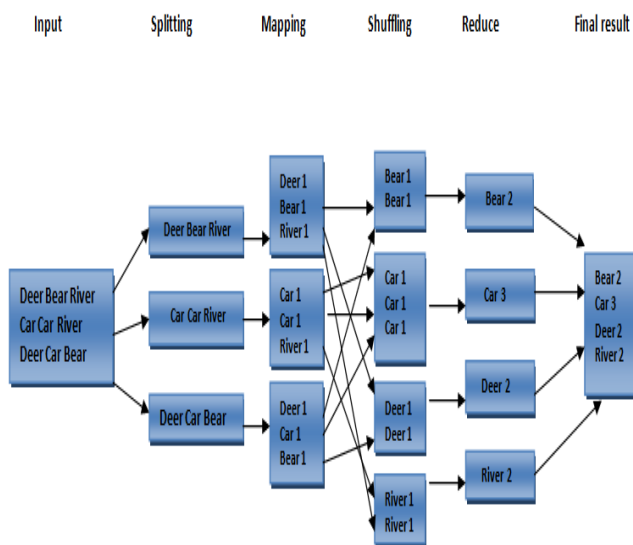 Input Splitting Mapping Shuffling Reduce Final result
Deer Bear River
Car Car River
Deer Car Bear
Deer Bear River
Car Car River
Deer Car Bear
Deer 1
Bear 1
River 1
Car 1
Car 1
River 1
Deer 1
Car 1
Bear 1
Bear 1
Bear 1
Car 1
Car 1
Car 1
Deer 1
Deer 1
River 1
River 1
Bear 2
Car 3
Deer 2
River 2
Bear 2
Car 3
Deer 2
River 2